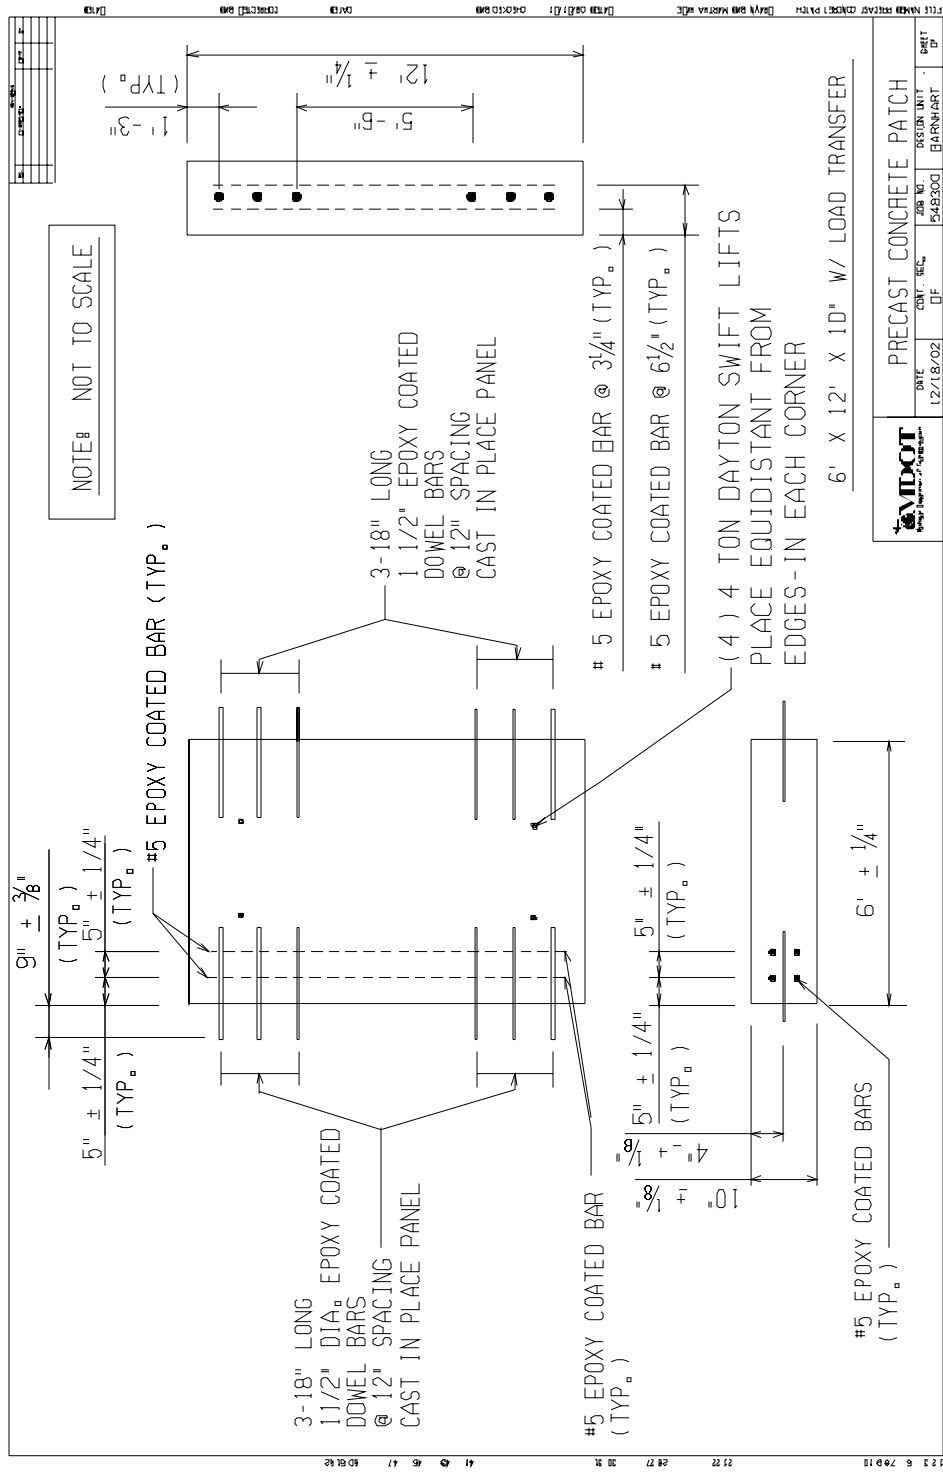 NOTE: NOT TO SCALE
9" ± 3/8"
(TYP.)
5" ± 1/4"
(TYP.)
5" ± 1/4"
(TYP.)
#5 EPOXY COATED BAR (TYP.)
3-18" LONG
11/2" DIA. EPOXY COATED
DOWEL BARS
@ 12" SPACING
CAST IN PLACE PANEL
3-18" LONG
1 1/2" EPOXY COATED
DOWEL BARS
@ 12" SPACING
CAST IN PLACE PANEL
1'-3"
(TYP.)
5'-6"
12' ± 1/4"
# 5 EPOXY COATED BAR @ 3 1/4" (TYP.)
# 5 EPOXY COATED BAR @ 6 1/2" (TYP.)
(4) 4 TON DAYTON SWIFT LIFTS
PLACE EQUIDISTANT FROM
EDGES-IN EACH CORNER
#5 EPOXY COATED BAR
(TYP.)
5" ± 1/4"
(TYP.)
5" ± 1/4"
(TYP.)
4" +- 1/8"
10" ± 1/8"
6' ± 1/4"
#5 EPOXY COATED BARS
(TYP.)
6' X 12' X 10" W/ LOAD TRANSFER
MDOT
PRECAST CONCRETE PATCH
DATE
12/18/02
CONT. SEC.
OF
JOB NO.
54830C
DESIGN UNIT
BARNHART
SHEET
OF